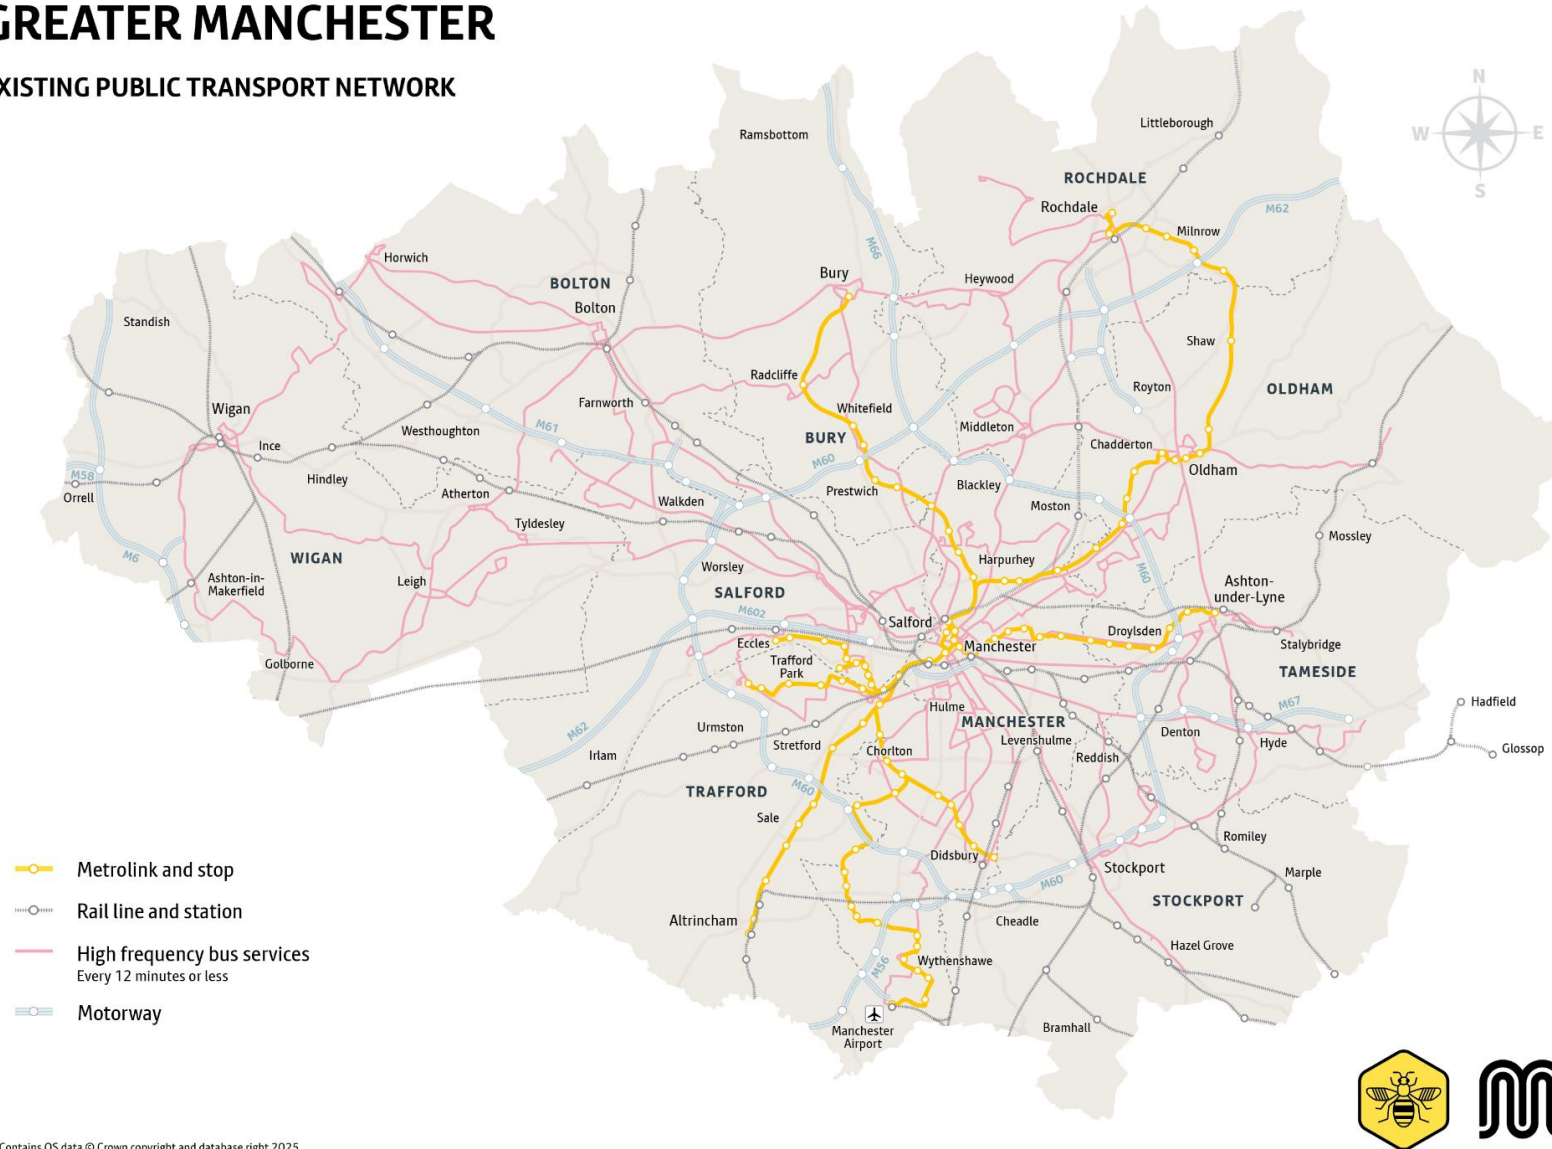 GREATER MANCHESTER
XISTING PUBLIC TRANSPORT NETWORK
N
W
E
S
Littleborough
Ramsbottom
ROCHDALE
Rochdale
M62
Milnrow
M66
Horwich
Bury
Heywood
BOLTON
Bolton
Standish
Shaw
Radcliffe
Royton
OLDHAM
Farnworth
Whitefield
Wigan
Middleton
Westhoughton
M61
BURY
Chadderton
Ince
M60
Oldham
M58
Hindley
Prestwich
Blackley
Orrell
Atherton
Walkden
Moston
Tyldesley
Mossley
M6
WIGAN
Harpurhey
Worsley
M60
Ashton-in-
Makerfield
Leigh
SALFORD
Ashton-
under-Lyne
M602
Salford
Droylsden
Eccles
Manchester
Stalybridge
Golborne
Trafford
Park
TAMESIDE
Hulme
M67
Hadfield
M62
Urmston
MANCHESTER
Denton
Irlam
Stretford
Chorlton
Levenshulme
Reddish
Hyde
Glossop
TRAFFORD
M60
Sale
Romiley
Didsbury
Stockport
Marple
Metrolink and stop
M60
STOCKPORT
Rail line and station
Altrincham
Cheadle
High frequency bus services
Every 12 minutes or less
Hazel Grove
M56
Wythenshawe
Motorway
Manchester
Airport
Bramhall
Contains OS data © Crown copyright and database right 2025